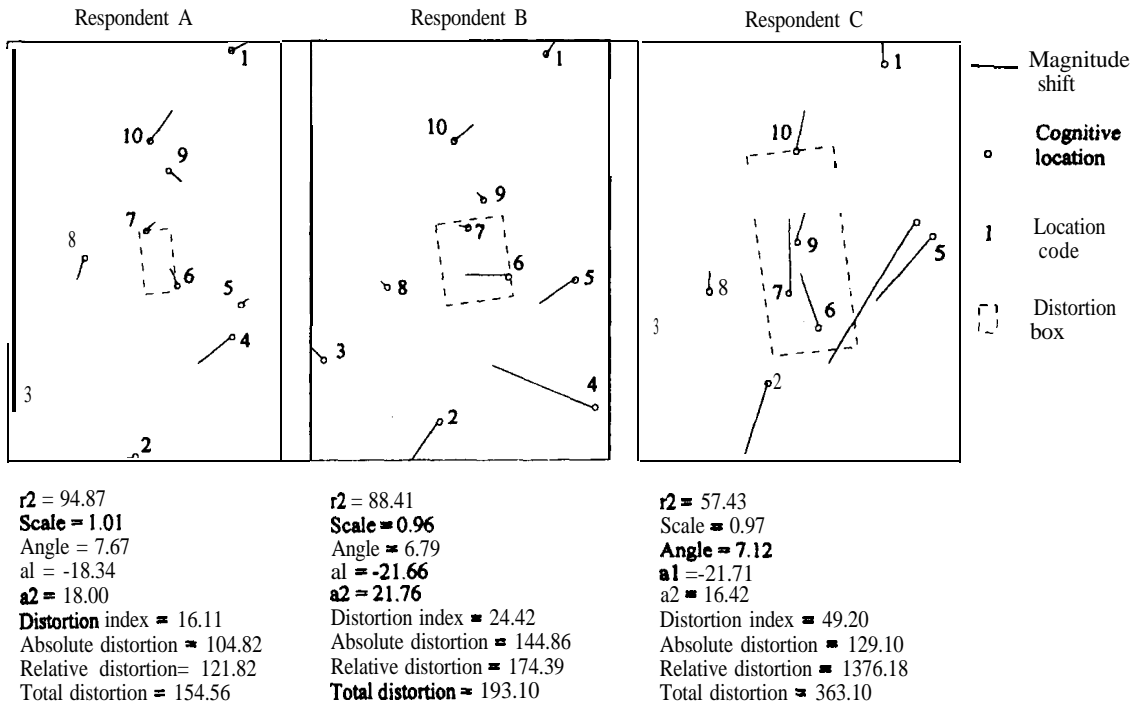 Respondent A
Respondent B
Respondent C
1
10
9
7
8
6
5
4
3
2
1
10
9
7
6
5
8
3
4
2
1
10
9
5
8
7
6
3
2
Magnitude
shift
Cognitive
location
1 Location
code
Distortion
box
r2 = 94.87
Scale = 1.01
Angle = 7.67
al = -18.34
a2 = 18.00
Distortion index = 16.11
Absolute distortion = 104.82
Relative distortion= 121.82
Total distortion = 154.56
r2 = 88.41
Scale = 0.96
Angle = 6.79
al = -21.66
a2 = 21.76
Distortion index = 24.42
Absolute distortion = 144.86
Relative distortion = 174.39
Total distortion = 193.10
r2 = 57.43
Scale = 0.97
Angle = 7.12
a1 =-21.71
a2 = 16.42
Distortion index = 49.20
Absolute distortion = 129.10
Relative distortion = 1376.18
Total distortion = 363.10